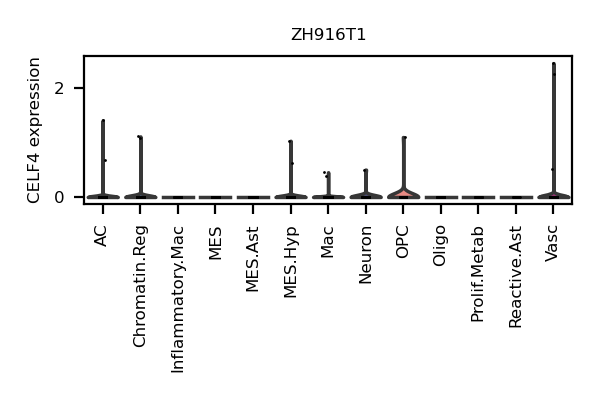 ZH916T1
CELF4 expression
2
0
AC
Chromatin.Reg
Inflammatory.Mac
MES
MES.Ast
MES.Hyp
Mac
Neuron
OPC
Oligo
Prolif.Metab
Reactive.Ast
Vasc